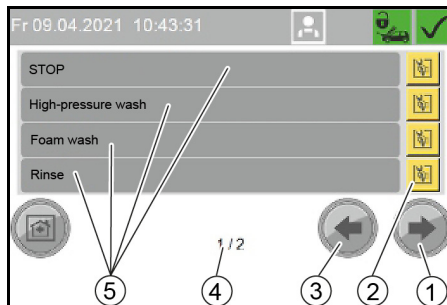 Fr 09.04.2021 10:43:31
STOP
High-pressure wash
Foam wash
Rinse
1 / 2
5 4 3 2 1